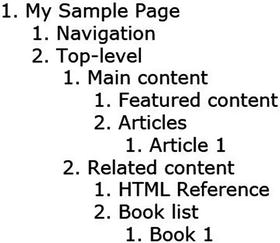 1. My Sample Page
1. Navigation
2. Top-level
1. Main content
1. Featured content
2. Articles
1. Article 1
2. Related content
1. HTML Reference
2. Book list
1. Book 1